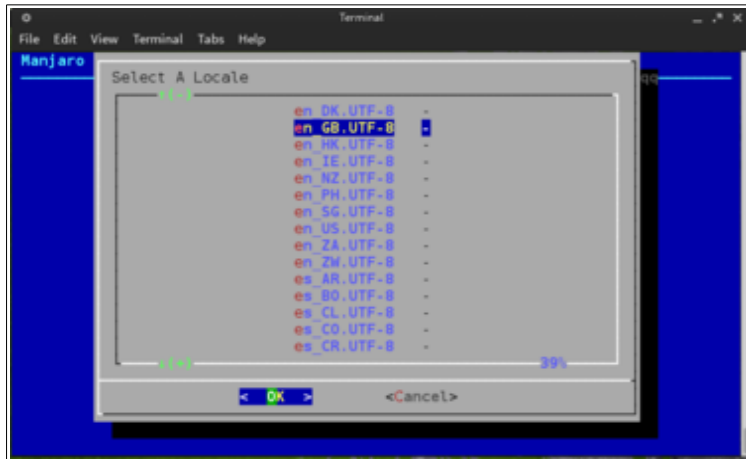 Terminal
File Edit View Terminal Tabs Help
Manjaro
Select A Locale
qq
↑(-)
en_DK.UTF-8 -
en_GB.UTF-8 -
en_HK.UTF-8 -
en_IE.UTF-8 -
en_NZ.UTF-8 -
en_PH.UTF-8 -
en_SG.UTF-8 -
en_US.UTF-8 -
en_ZA.UTF-8 -
en_ZW.UTF-8 -
es_AR.UTF-8 -
es_BO.UTF-8 -
es_CL.UTF-8 -
es_CO.UTF-8 -
es_CR.UTF-8 -
↓(+) 39%
< OK > <Cancel>